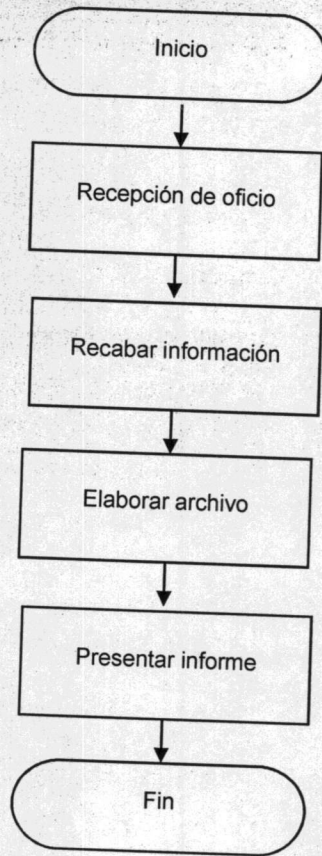 Inicio
Recepción de oficio
Recabar información
Elaborar archivo
Presentar informe
Fin